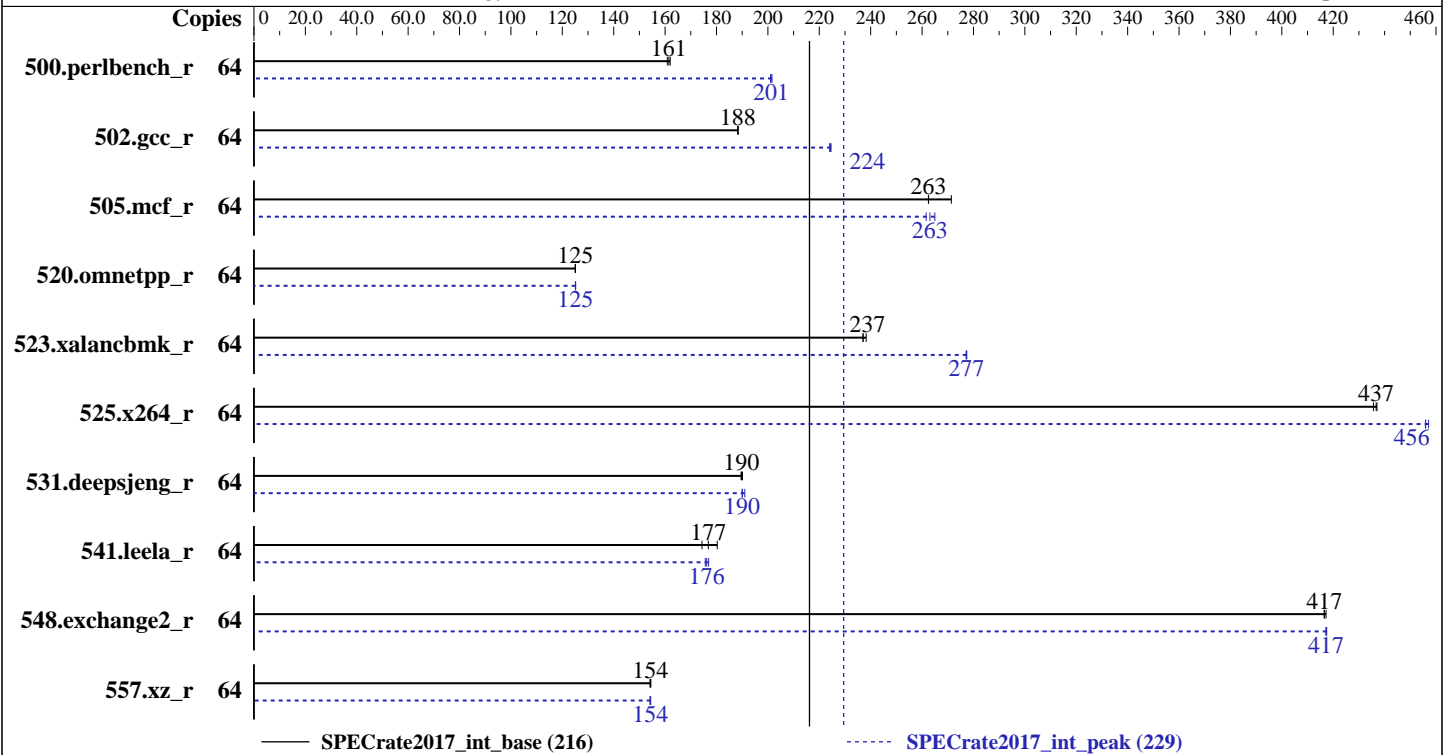 Copies 0 20.0 40.0 60.0 80.0 100 120 140 160 180 200 220 240 260 280 300 320 340 360 380 400 420 460
161
500.perlbench_r 64
201
188
502.gcc_r 64
224
263
505.mcf_r 64
263
125
520.omnetpp_r 64
125
237
523.xalancbmk_r 64
277
437
525.x264_r 64
456
190
531.deepsjeng_r 64
190
177
541.leela_r 64
176
417
548.exchange2_r 64
417
154
557.xz_r 64
154
SPECrate2017_int_base (216) SPECrate2017_int_peak (229)